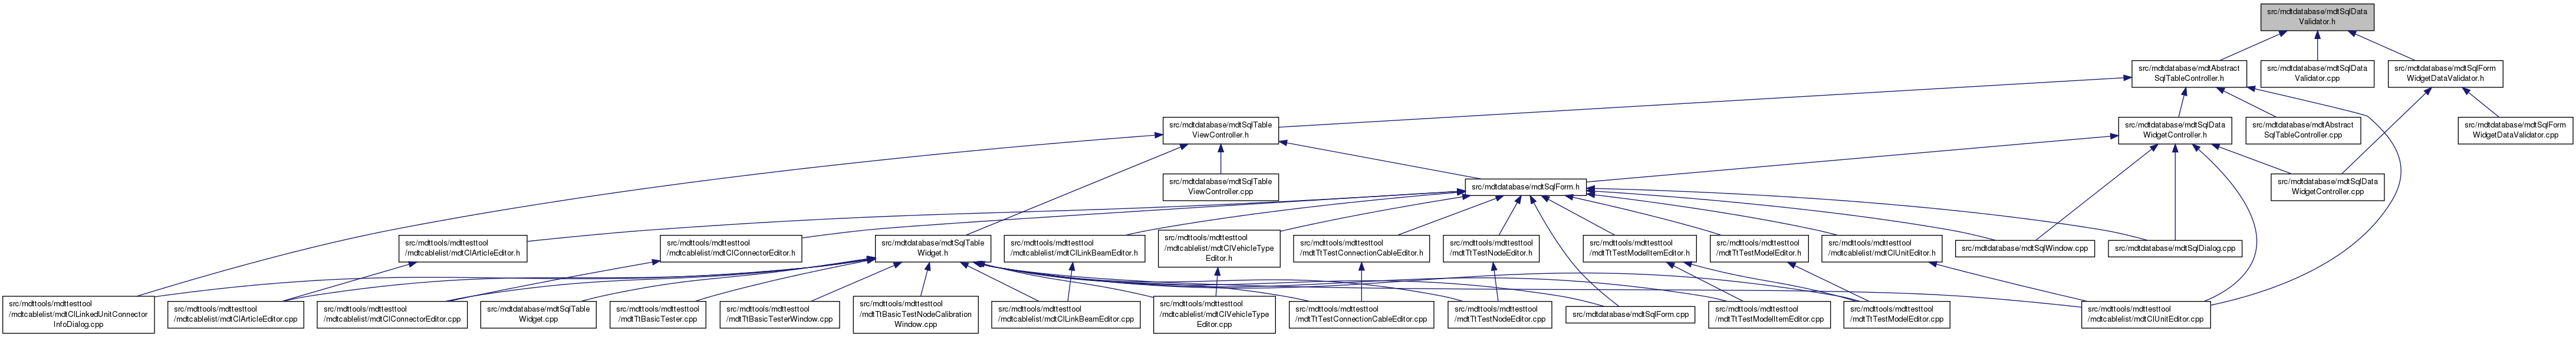 src/mdtdatabase/mdtSqlData
Validator.h
src/mdtdatabase/mdtAbstract
SqlTableController.h
src/mdtdatabase/mdtSqlData
Validator.cpp
src/mdtdatabase/mdtSqlForm
WidgetDataValidator.h
src/mdtdatabase/mdtSqlTable
ViewController.h
src/mdtdatabase/mdtSqlData
WidgetController.h
src/mdtdatabase/mdtAbstract
SqlTableController.cpp
src/mdtdatabase/mdtSqlForm
WidgetDataValidator.cpp
src/mdtdatabase/mdtSqlTable
ViewController.cpp
src/mdtdatabase/mdtSqlForm.h
src/mdtdatabase/mdtSqlData
WidgetController.cpp
src/mdttools/mdttesttool
/mdtcablelist/mdtClArticleEditor.h
src/mdttools/mdttesttool
/mdtcablelist/mdtClConnectorEditor.h
src/mdtdatabase/mdtSqlTable
Widget.h
src/mdttools/mdttesttool
/mdtcablelist/mdtClLinkBeamEditor.h
src/mdttools/mdttesttool
/mdtcablelist/mdtClVehicleType
Editor.h
src/mdttools/mdttesttool
/mdtTtTestConnectionCableEditor.h
src/mdttools/mdttesttool
/mdtTtTestNodeEditor.h
src/mdttools/mdttesttool
/mdtTtTestModelItemEditor.h
src/mdttools/mdttesttool
/mdtTtTestModelEditor.h
src/mdttools/mdttesttool
/mdtcablelist/mdtClUnitEditor.h
src/mdtdatabase/mdtSqlWindow.cpp
src/mdtdatabase/mdtSqlDialog.cpp
src/mdttools/mdttesttool
/mdtcablelist/mdtClLinkedUnitConnector
InfoDialog.cpp
src/mdttools/mdttesttool
/mdtcablelist/mdtClArticleEditor.cpp
src/mdttools/mdttesttool
/mdtcablelist/mdtClConnectorEditor.cpp
src/mdtdatabase/mdtSqlTable
Widget.cpp
src/mdttools/mdttesttool
/mdtTtBasicTester.cpp
src/mdttools/mdttesttool
/mdtTtBasicTesterWindow.cpp
src/mdttools/mdttesttool
/mdtTtBasicTestNodeCalibration
Window.cpp
src/mdttools/mdttesttool
/mdtcablelist/mdtClLinkBeamEditor.cpp
src/mdttools/mdttesttool
/mdtcablelist/mdtClVehicleType
Editor.cpp
src/mdttools/mdttesttool
/mdtTtTestConnectionCableEditor.cpp
src/mdttools/mdttesttool
/mdtTtTestNodeEditor.cpp
src/mdtdatabase/mdtSqlForm.cpp
src/mdttools/mdttesttool
/mdtTtTestModelItemEditor.cpp
src/mdttools/mdttesttool
/mdtTtTestModelEditor.cpp
src/mdttools/mdttesttool
/mdtcablelist/mdtClUnitEditor.cpp